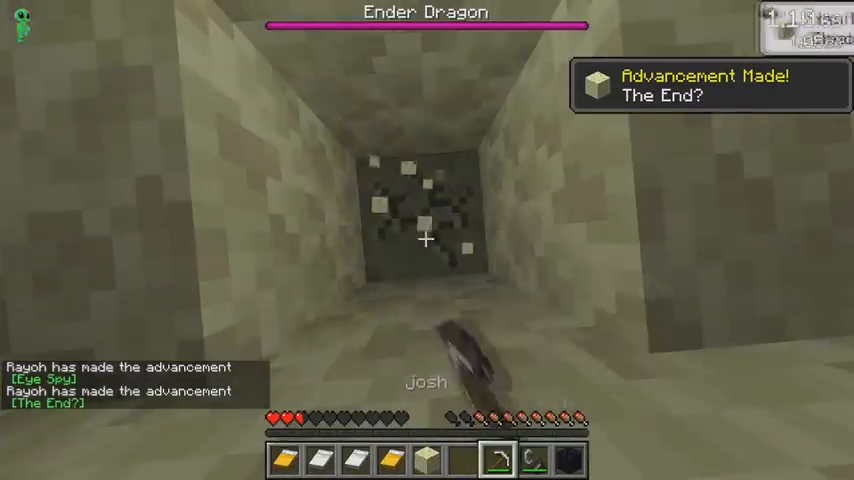 Ender Dragon
Advancement Made!
The End?
Rayoh has made the advancement
[Eye Spy]
Rayoh has made the advancement
[The End?]
josh